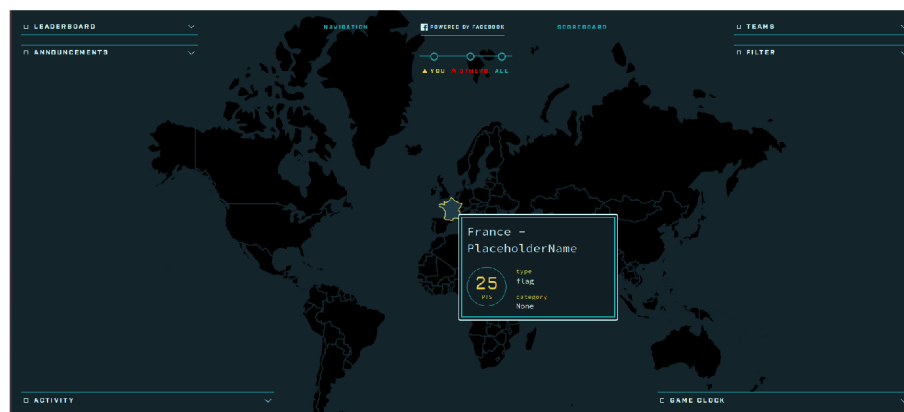 LEADERBOARD
NAVIGATION
POWERED BY FACEBOOK
SCOREBOARD
TEAMS
ANNOUNCEMENTS
FILTER
YOU OTHERS ALL
France –
PlaceholderName
25
PTS
type
flag
category
None
ACTIVITY
GAME CLOCK